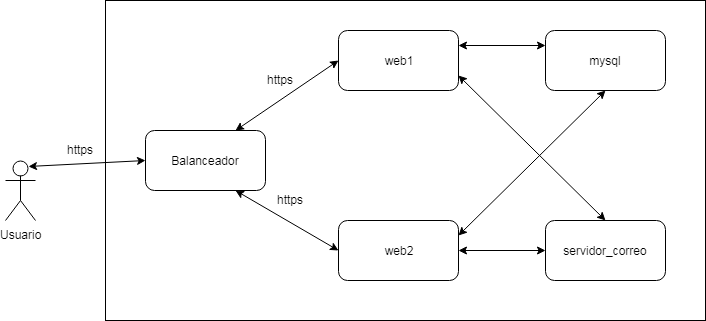 web1
mysql
https
https
Balanceador
https
Usuario
web2
servidor_correo